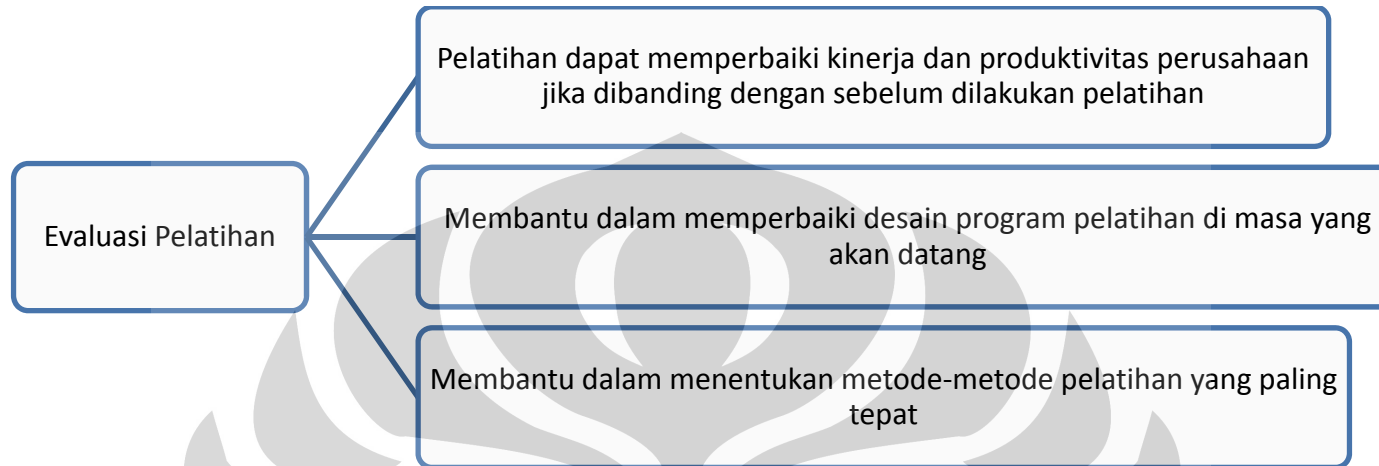 Pelatihan dapat memperbaiki kinerja dan produktivitas perusahaan
jika dibanding dengan sebelum dilakukan pelatihan
Evaluasi Pelatihan
Membantu dalam memperbaiki desain program pelatihan di masa yang
akan datang
Membantu dalam menentukan metode-metode pelatihan yang paling
tepat